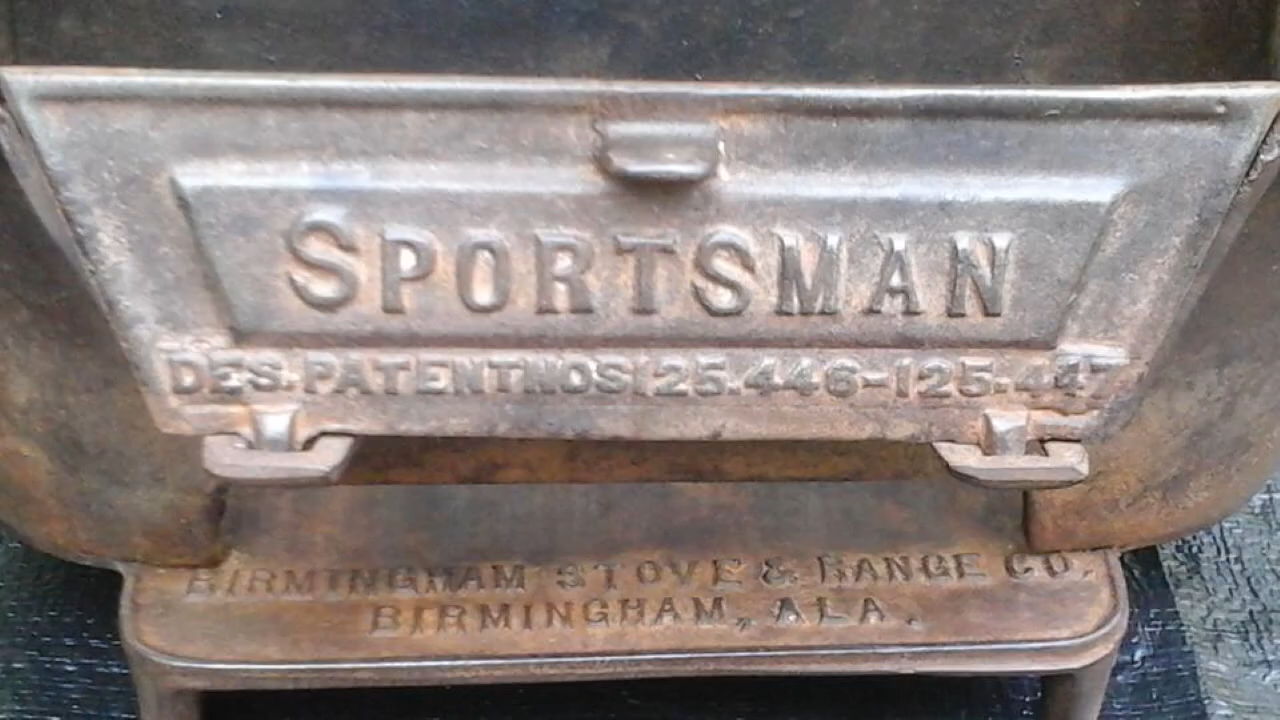 SPORTSMAN
DES. PATENT NOS 125.446-125.447
BIRMINGHAM STOVE & RANGE CO.
BIRMINGHAM, ALA.